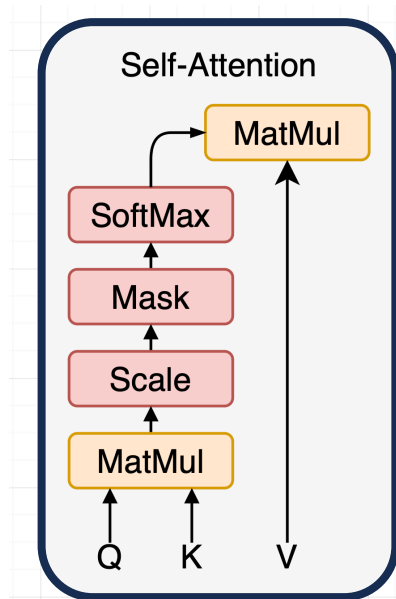 Self-Attention
MatMul
SoftMax
Mask
Scale
MatMul
Q K V